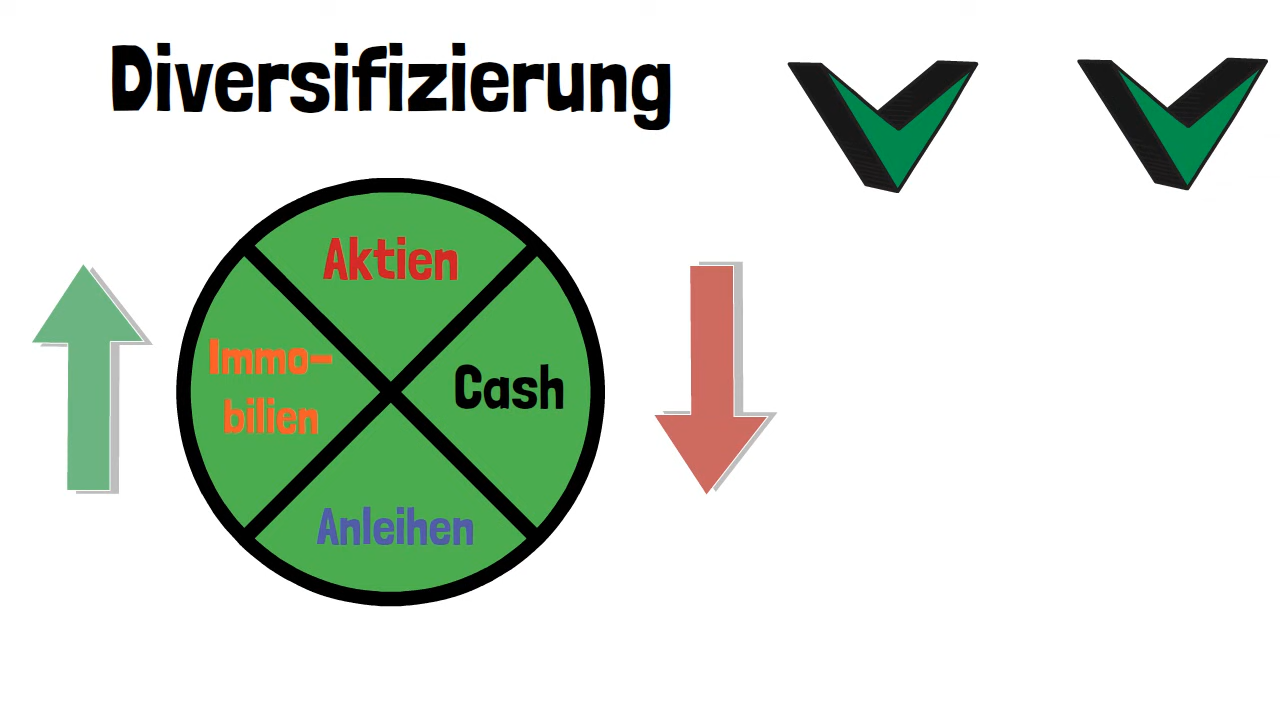 Diversifizierung
Aktien
Immo-
bilien
Cash
Anleihen